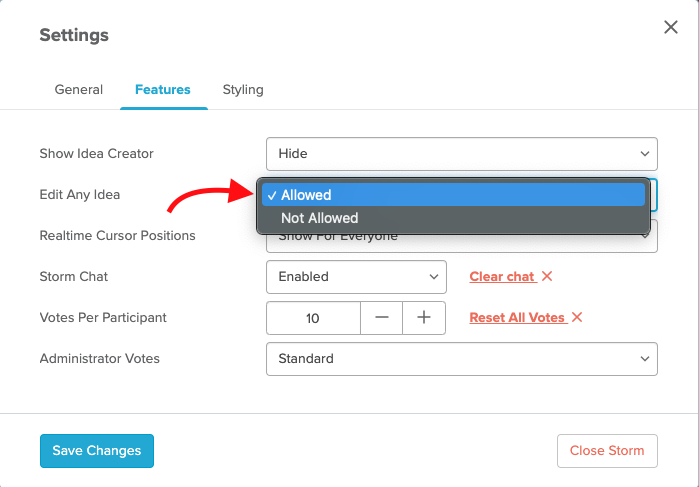 Settings
General Features Styling
Show Idea Creator Hide
Edit Any Idea ✓ Allowed
Not Allowed
Realtime Cursor Positions Show For Everyone
Storm Chat Enabled Clear chat ✕
Votes Per Participant 10 — + Reset All Votes ✕
Administrator Votes Standard
Save Changes Close Storm